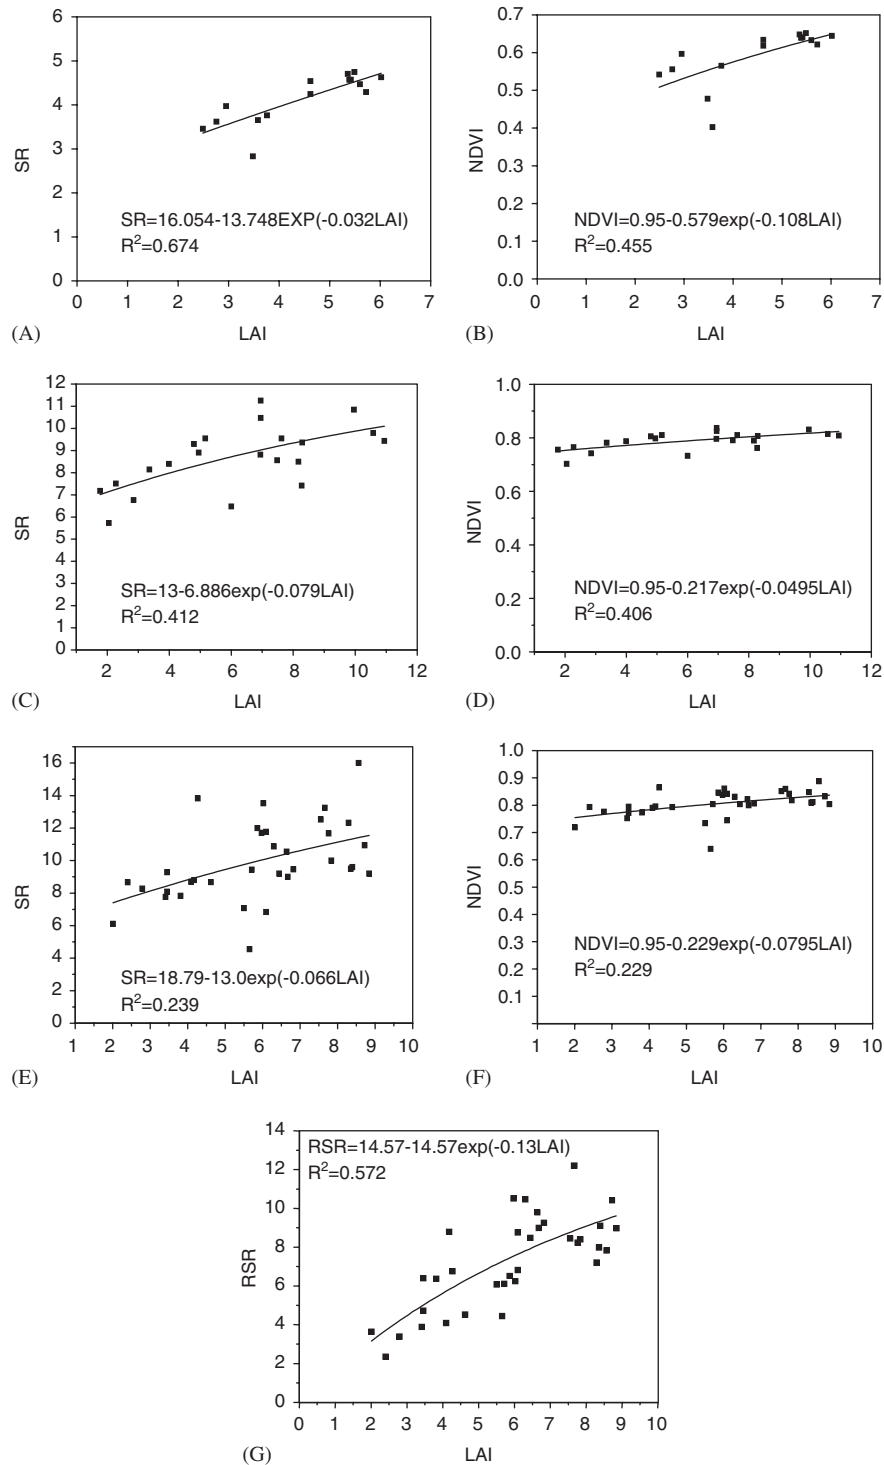 6
5
4
3
2
1
0
SR
SR=16.054-13.748EXP(-0.032LAI)
R²=0.674
0 1 2 3 4 5 6 7
LAI
(A)
0.7
0.6
0.5
0.4
0.3
0.2
0.1
0.0
NDVI
NDVI=0.95-0.579exp(-0.108LAI)
R²=0.455
0 1 2 3 4 5 6 7
LAI
(B)
12
11
10
9
8
7
6
5
4
3
2
1
0
SR
SR=13-6.886exp(-0.079LAI)
R²=0.412
2 4 6 8 10 12
LAI
(C)
1.0
0.8
0.6
0.4
0.2
0.0
NDVI
NDVI=0.95-0.217exp(-0.0495LAI)
R²=0.406
2 4 6 8 10 12
LAI
(D)
16
14
12
10
8
6
4
2
0
SR
SR=18.79-13.0exp(-0.066LAI)
R²=0.239
1 2 3 4 5 6 7 8 9 10
LAI
(E)
1.0
0.9
0.8
0.7
0.6
0.5
0.4
0.3
0.2
0.1
NDVI
NDVI=0.95-0.229exp(-0.0795LAI)
R²=0.229
1 2 3 4 5 6 7 8 9 10
LAI
(F)
14
12
10
8
6
4
2
0
RSR
RSR=14.57-14.57exp(-0.13LAI)
R²=0.572
0 1 2 3 4 5 6 7 8 9 10
LAI
(G)